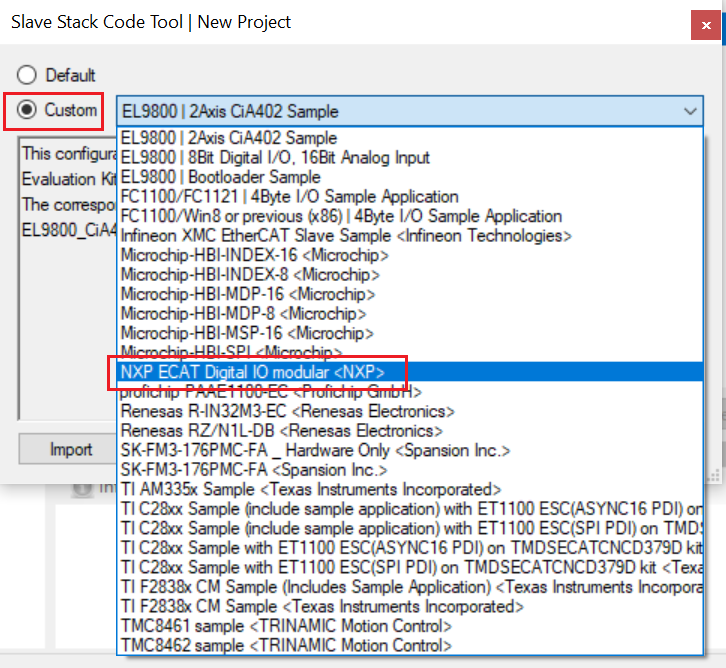 Slave Stack Code Tool | New Project
Default
Custom
EL9800 | 2Axis CiA402 Sample
EL9800 | 2Axis CiA402 Sample
This configura
EL9800 | 8Bit Digital I/O, 16Bit Analog Input
Evaluation Kit
EL9800 | Bootloader Sample
The correspo
FC1100/FC1121 | 4Byte I/O Sample Application
FC1100/Win8 or previous (x86) | 4Byte I/O Sample Application
EL9800_CiA4
Infineon XMC EtherCAT Slave Sample <Infineon Technologies>
Microchip-HBI-INDEX-16 <Microchip>
Microchip-HBI-INDEX-8 <Microchip>
Microchip-HBI-MDP-16 <Microchip>
Microchip-HBI-MDP-8 <Microchip>
Microchip-HBI-MSP-16 <Microchip>
Microchip-HBI-SPI <Microchip>
NXP ECAT Digital IO modular <NXP>
profichip PAAE1100-EC <Profichip GmbH>
Renesas R-IN32M3-EC <Renesas Electronics>
Renesas RZ/N1L-DB <Renesas Electronics>
Import
SK-FM3-176PMC-FA _ Hardware Only <Spansion Inc.>
SK-FM3-176PMC-FA <Spansion Inc.>
TI AM335x Sample <Texas Instruments Incorporated>
TI C28xx Sample (include sample application) with ET1100 ESC(ASYNC16 PDI) on
TI C28xx Sample (include sample application) with ET1100 ESC(SPI PDI) on TMDS
TI C28xx Sample with ET1100 ESC(ASYNC16 PDI) on TMDSECATCNCD379D kit
TI C28xx Sample with ET1100 ESC(SPI PDI) on TMDSECATCNCD379D kit <Texa
TI F2838x CM Sample (Includes Sample Application) <Texas Instruments Incorpora
TI F2838x CM Sample <Texas Instruments Incorporated>
TMC8461 sample <TRINAMIC Motion Control>
TMC8462 sample <TRINAMIC Motion Control>